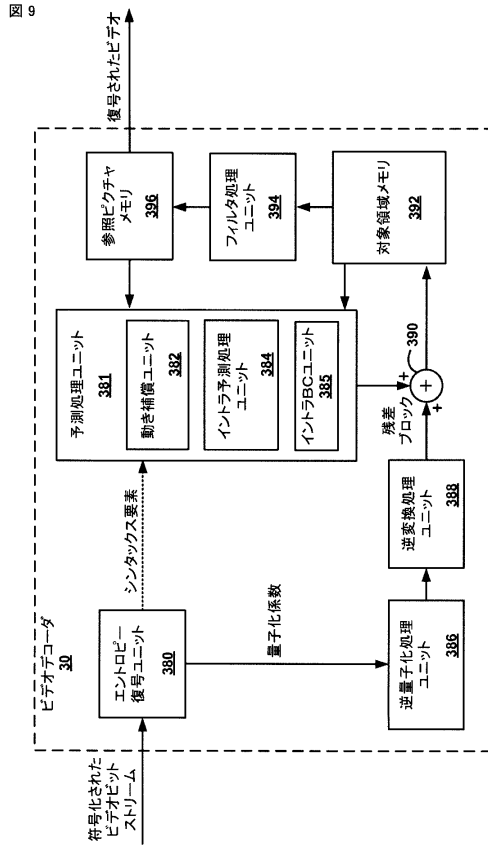 図 9
ビデオデコーダ
30
符号化された
ビデオビット
ストリーム
エントロピー
復号ユニット
380
シンタックス要素
予測処理ユニット
381
動き補償ユニット
382
イントラ予測処理
ユニット
384
イントラBCユニット
385
参照ピクチャ
メモリ
396
復号されたビデオ
フィルタ処理
ユニット
394
対象領域メモリ
392
量子化係数
逆量子化処理
ユニット
386
逆変換処理
ユニット
388
残差
ブロック
+
+
+
390